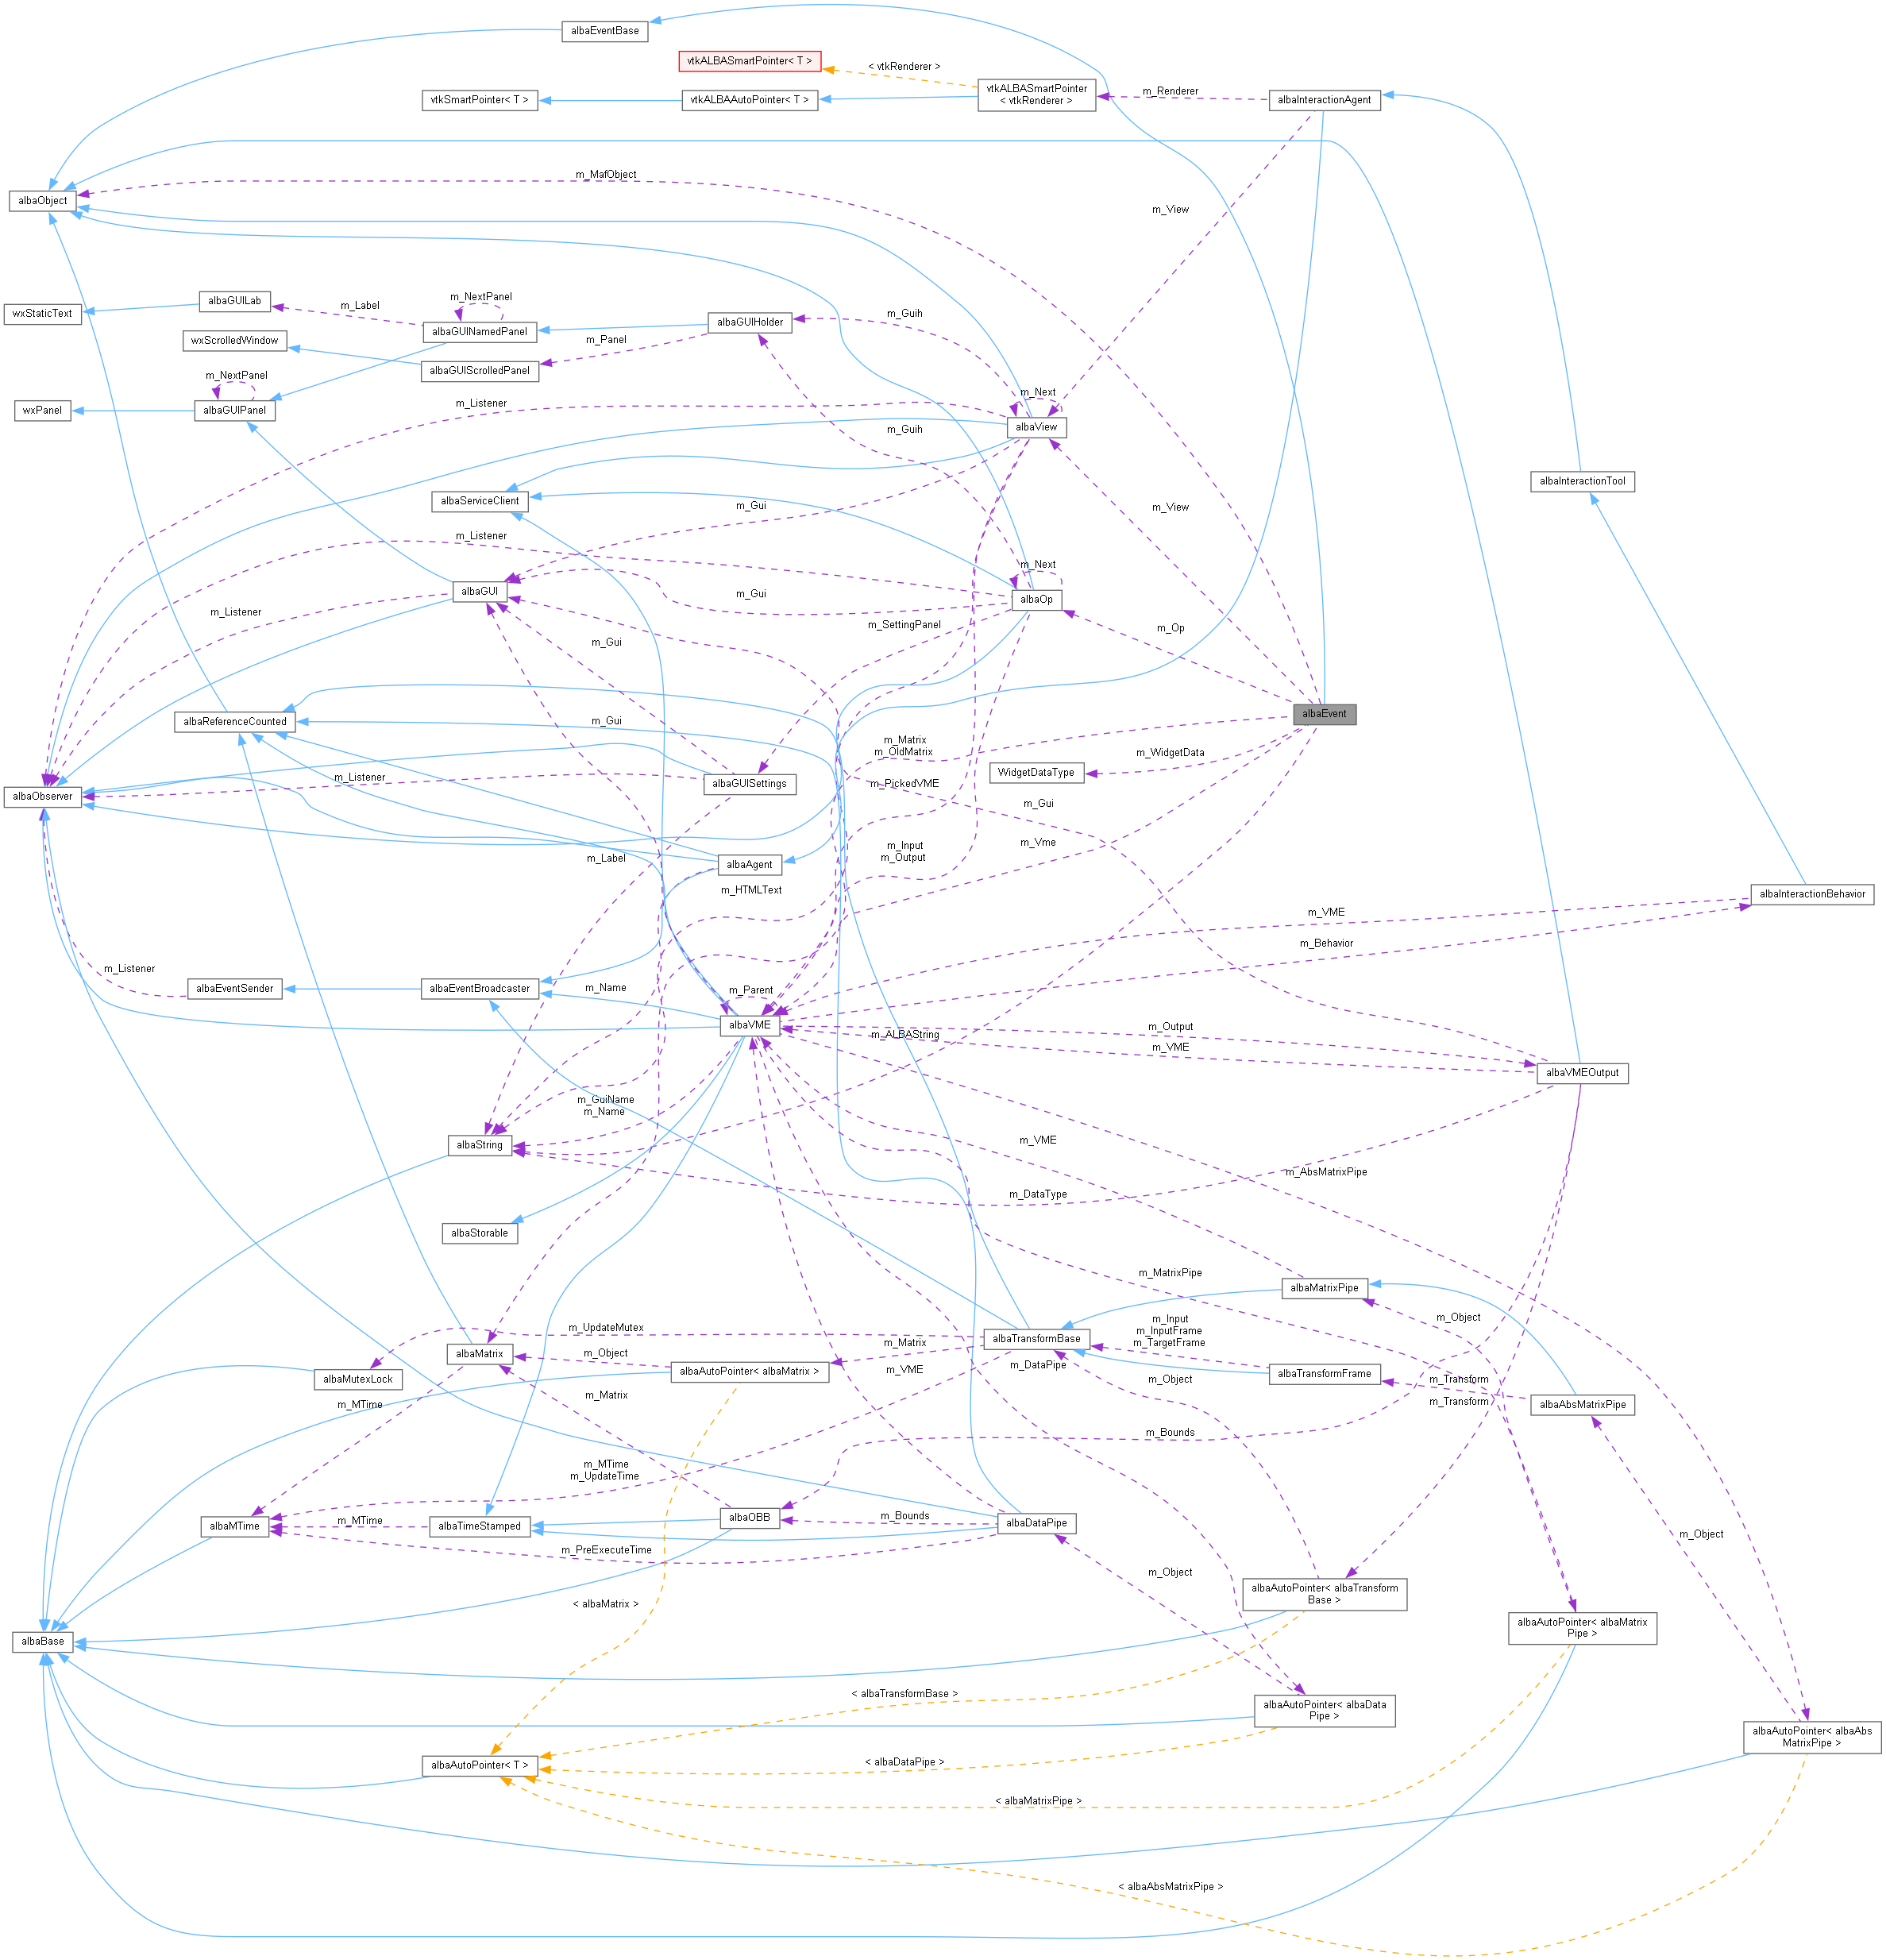 albaEventBase
vtkALBASmartPointer< T >
< vtkRenderer >
vtkSmartPointer< T >
vtkALBAAutoPointer< T >
vtkALBASmartPointer
< vtkRenderer >
m_Renderer
albaInteractionAgent
m_MafObject
albaObject
m_View
wxStaticText
albaGUILab
m_Label
m_NextPanel
albaGUINamedPanel
albaGUIHolder
m_Guih
wxScrolledWindow
m_Panel
albaGUIScrolledPanel
m_NextPanel
wxPanel
albaGUIPanel
m_Listener
m_Next
albaView
m_Guih
albaInteractionTool
albaServiceClient
m_Gui
m_View
m_Listener
m_Next
albaGUI
m_Gui
albaOp
m_Listener
m_Gui
m_SettingPanel
m_Op
albaReferenceCounted
m_Gui
albaEvent
m_Matrix
m_OldMatrix
m_WidgetData
WidgetDataType
albaObserver
m_Listener
albaGUISettings
m_PickedVME
m_Gui
m_Label
albaAgent
m_HTMLText
m_Input
m_Output
m_Vme
albaInteractionBehavior
m_VME
m_Behavior
m_Listener
albaEventSender
albaEventBroadcaster
m_Name
m_Parent
albaVME
m_ALBAString
m_Output
m_VME
albaVMEOutput
m_GuiName
m_Name
albaString
m_VME
m_AbsMatrixPipe
m_DataType
albaStorable
m_MatrixPipe
albaMatrixPipe
m_UpdateMutex
albaMatrix
m_Object
m_Matrix
albaTransformBase
m_Input
m_InputFrame
m_TargetFrame
m_Object
albaMutexLock
albaAutoPointer< albaMatrix >
m_VME
m_DataPipe
m_Object
albaTransformFrame
m_Transform
m_Transform
albaAbsMatrixPipe
m_MTime
m_Matrix
m_Bounds
m_MTime
m_UpdateTime
albaMTime
m_MTime
albaTimeStamped
albaOBB
m_Bounds
albaDataPipe
m_Object
m_PreExecuteTime
m_Object
albaAutoPointer< albaTransform
Base >
< albaMatrix >
albaAutoPointer< albaMatrix
Pipe >
albaBase
< albaTransformBase >
albaAutoPointer< albaData
Pipe >
albaAutoPointer< albaAbs
MatrixPipe >
albaAutoPointer< T >
< albaDataPipe >
< albaMatrixPipe >
< albaAbsMatrixPipe >